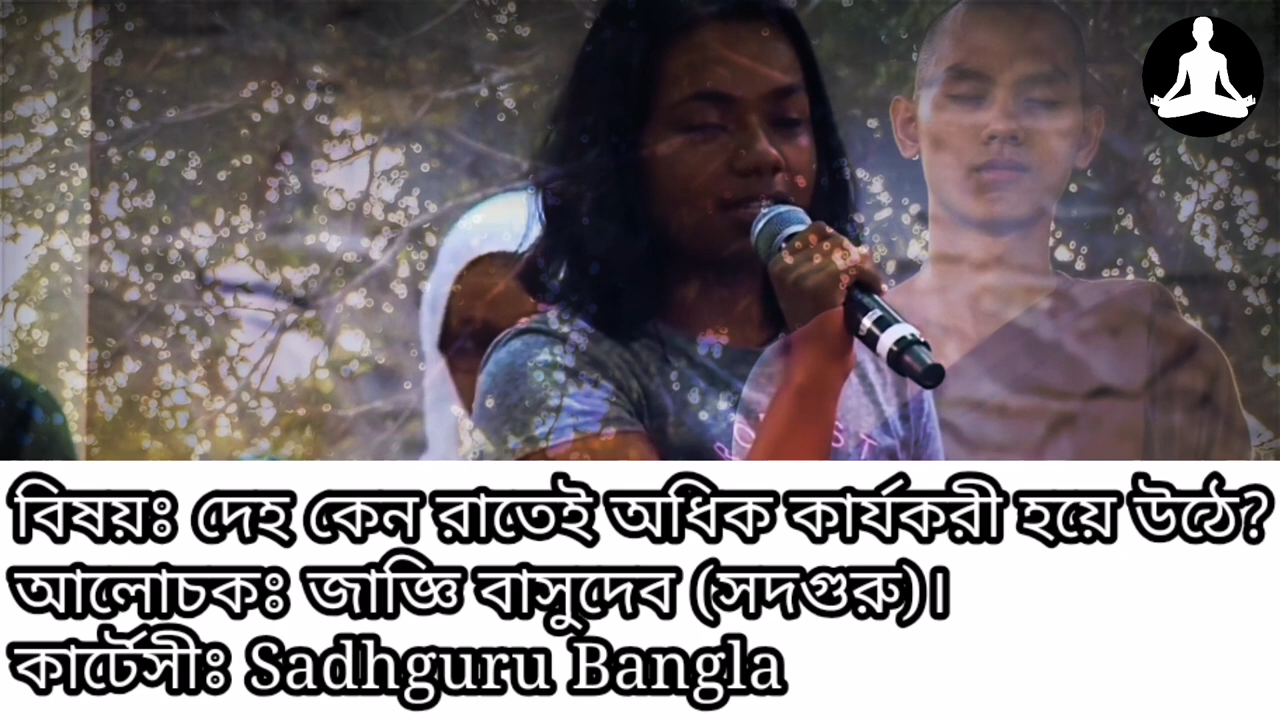 বিষয়ঃ দেহ কেন রাতেই অধিক কার্যকরী হয়ে উঠে?
আলোচকঃ জাজ্ঞি বাসুদেব (সদগুরু)।
কার্টেসীঃ Sadhguru Bangla